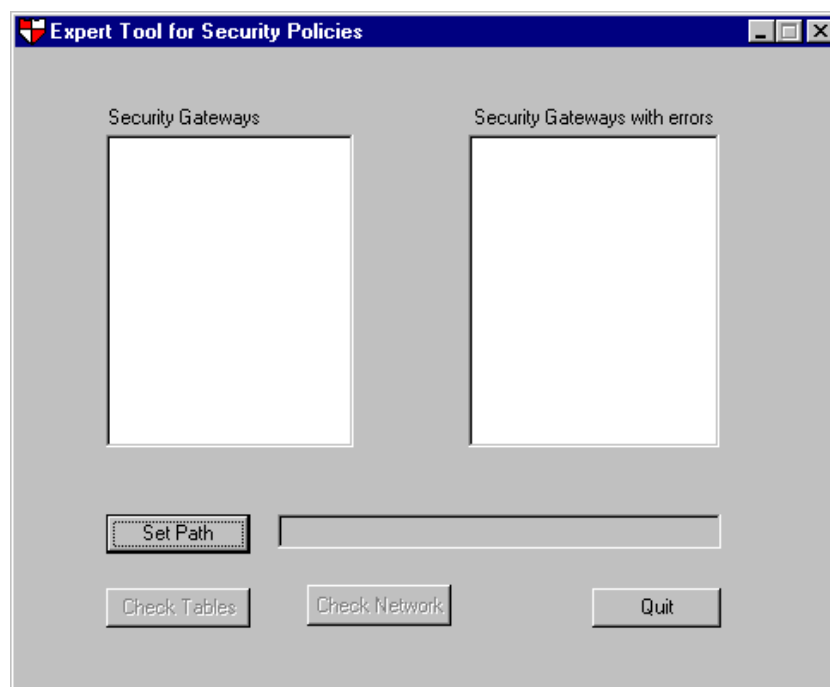 Expert Tool for Security Policies
Security Gateways
Security Gateways with errors
Set Path
Check Tables
Check Network
Quit